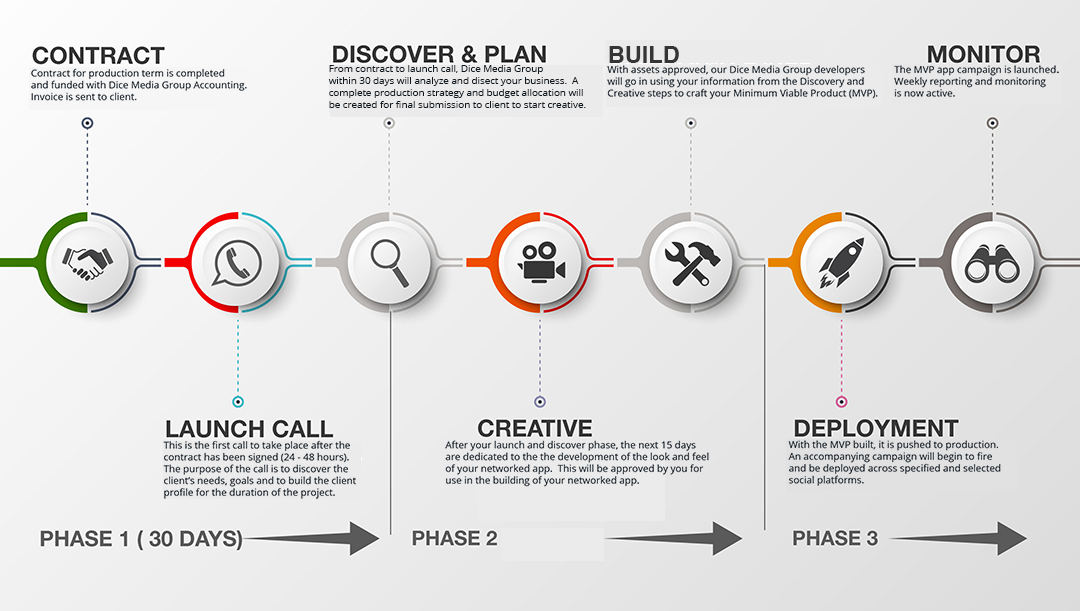 CONTRACT
Contract for production term is completed
and funded with Dice Media Group Accounting.
Invoice is sent to client.
DISCOVER & PLAN
From contract to launch call, Dice Media Group
within 30 days will analyze and disect your business.  A
complete production strategy and budget allocation will
be created for final submission to client to start creative.
BUILD
With assets approved, our Dice Media Group developers
will go in using your information from the Discovery and
Creative steps to craft your Minimum Viable Product (MVP).
MONITOR
The MVP app campaign is launched.
Weekly reporting and monitoring
is now active.
LAUNCH CALL
This is the first call to take place after the
contract has been signed (24 - 48 hours).
The purpose of the call is to discover the
client's needs, goals and to build the client
profile for the duration of the project.
CREATIVE
After your launch and discover phase, the next 15 days
are dedicated to the the development of the look and feel
of your networked app.  This will be approved by you for
use in the building of your networked app.
DEPLOYMENT
With the MVP built, it is pushed to production.
An accompanying campaign will begin to fire
and be deployed across specified and selected
social platforms.
PHASE 1 ( 30 DAYS)
PHASE 2
PHASE 3